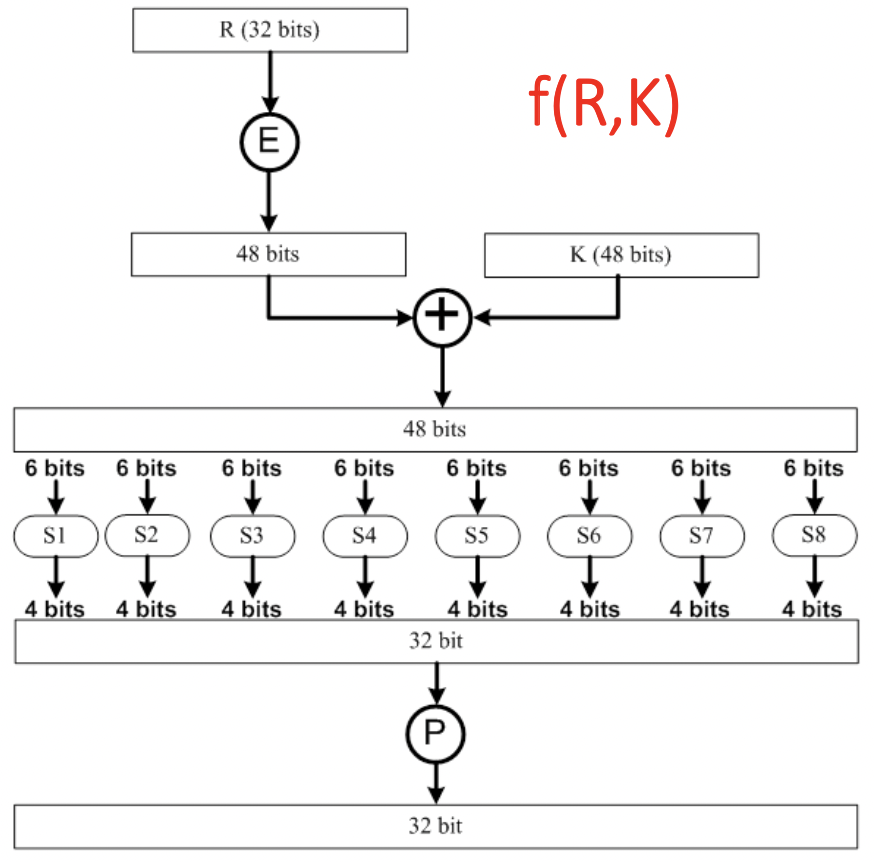 R (32 bits)
f(R,K)
E
48 bits
K (48 bits)
+
48 bits
6 bits 6 bits 6 bits 6 bits 6 bits 6 bits 6 bits 6 bits
S1 S2 S3 S4 S5 S6 S7 S8
4 bits 4 bits 4 bits 4 bits 4 bits 4 bits 4 bits 4 bits
32 bit
P
32 bit